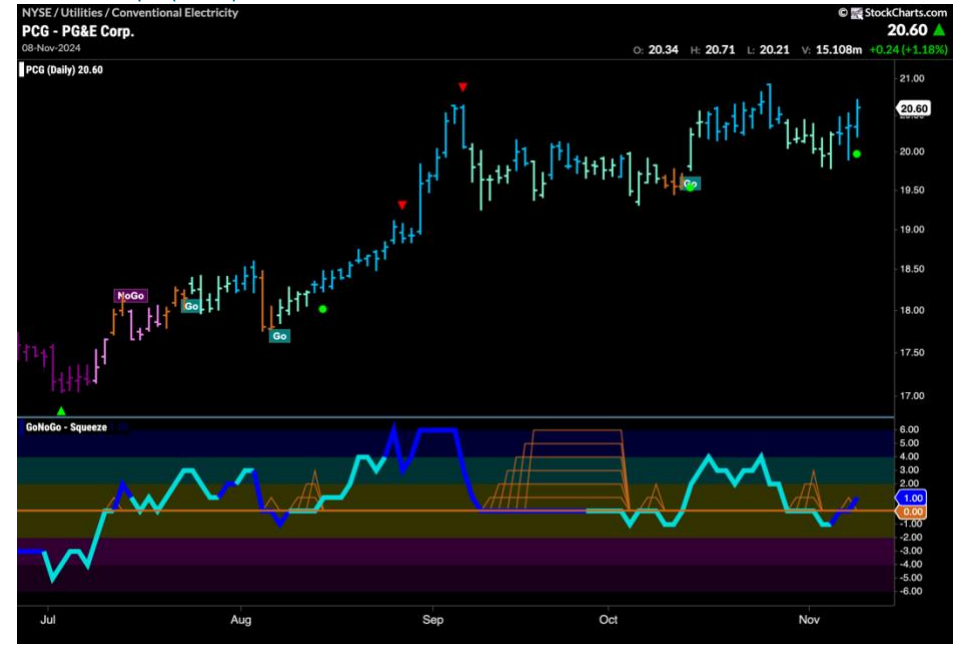 NYSE / Utilities / Conventional Electricity
© StockCharts.com
PCG - PG&E Corp.
20.60
08-Nov-2024
O: 20.34 H: 20.71 L: 20.21 V: 15.108m +0.24 (+1.18%)
PCG (Daily) 20.60
21.00
20.60
20.00
19.50
19.00
18.50
18.00
17.50
17.00
NoGo
Go
Go
Go
GoNoGo - Squeeze
6.00
5.00
4.00
3.00
2.00
1.00
0.00
-1.00
-2.00
-3.00
-4.00
-5.00
-6.00
Jul Aug Sep Oct Nov